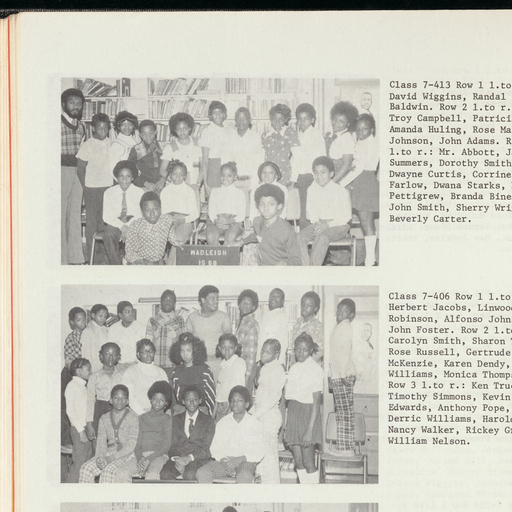 Class 7-413 Row 1 l.to
David Wiggins, Randal
Baldwin. Row 2 l.to r.
Troy Campbell, Patrici
Amanda Huling, Rose Ma
Johnson, John Adams. R
l.to r.: Mr. Abbott, J
Summers, Dorothy Smith
Dwayne Curtis, Corrine
Farlow, Dwana Starks,
Pettigrew, Branda Bine
John Smith, Sherry Wri
Beverly Carter.
HADLEIGH
Class 7-406 Row 1 l.to
Herbert Jacobs, Linwoo
Robinson, Alfonso John
John Foster. Row 2 l.to
Carolyn Smith, Sharon
Rose Russell, Gertrude
McKenzie, Karen Dendy,
Williams, Monica Thomp
Row 3 l.to r.: Ken Tru
Timothy Simmons, Kevin
Edwards, Anthony Pope,
Derric Williams, Harol
Nancy Walker, Rickey G
William Nelson.